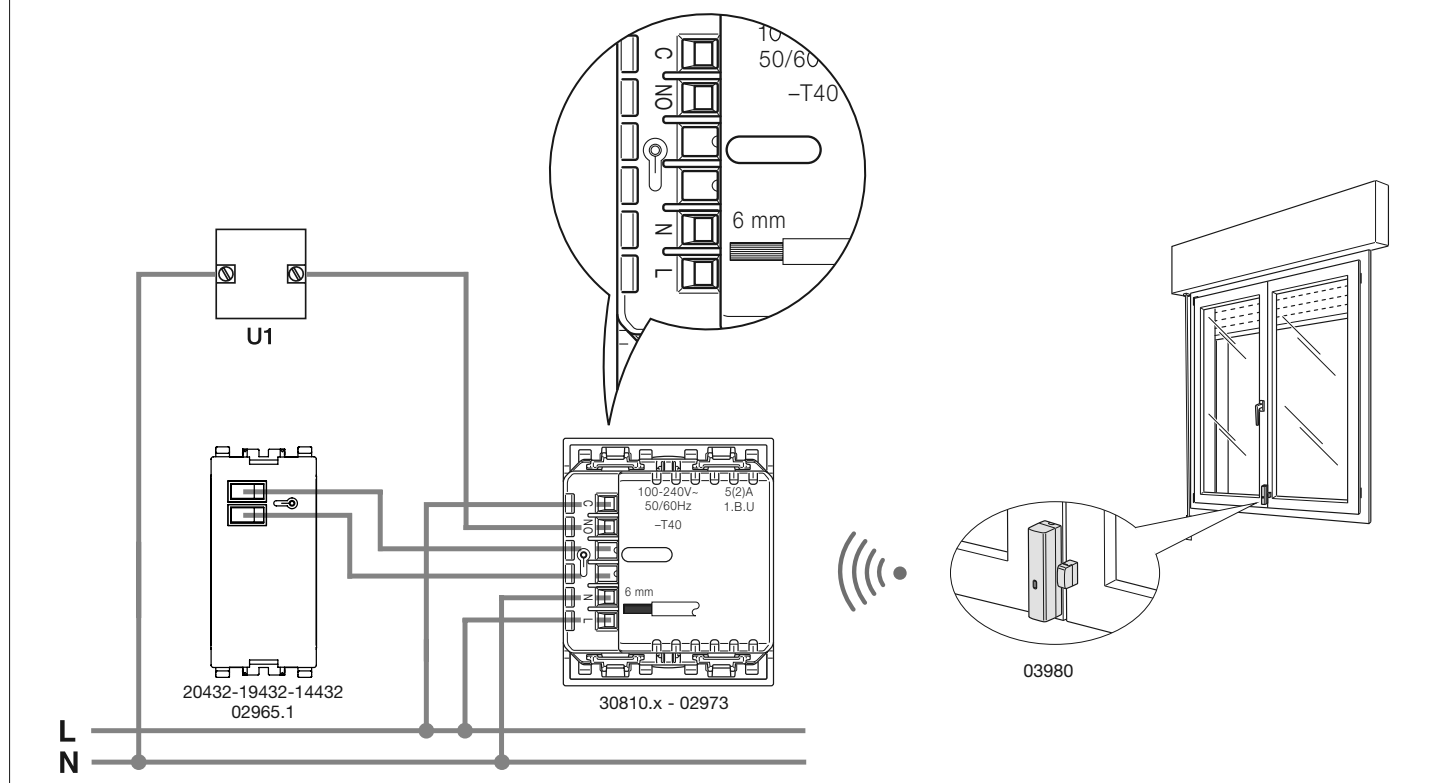 C
NO
N
L
10
50/60
–T40
6 mm
U1
C
NO
N
L
100-240V~
50/60Hz
5(2)A
1.B.U
–T40
6 mm
20432-19432-14432
02965.1
30810.x - 02973
03980
L
N